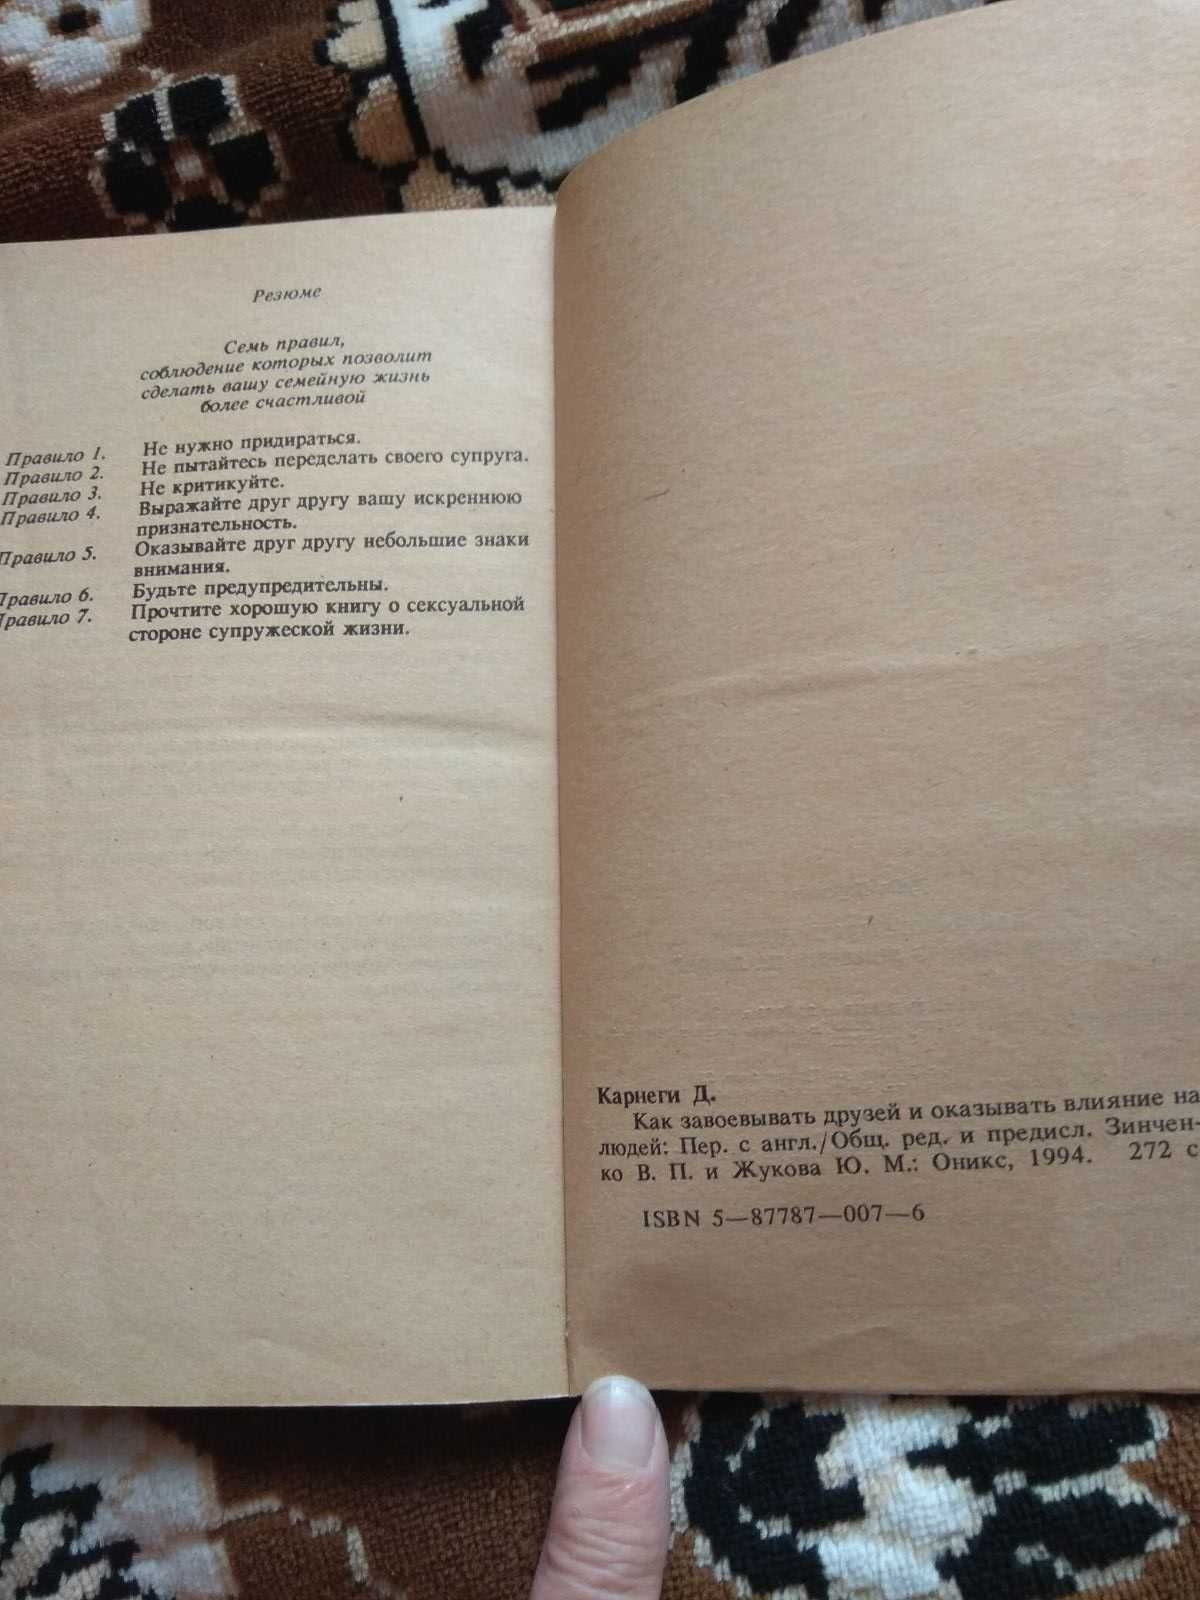 Резюме
Семь правил,
соблюдение которых позволит
сделать вашу семейную жизнь
более счастливой
Правило 1. Не нужно придираться.
Правило 2. Не пытайтесь переделать своего супруга.
Правило 3. Не критикуйте.
Правило 4. Выражайте друг другу вашу искреннюю
признательность.
Правило 5. Оказывайте друг другу небольшие знаки
внимания.
Правило 6. Будьте предупредительны.
Правило 7. Прочтите хорошую книгу о сексуальной
стороне супружеской жизни.
Карнеги Д.
Как завоевывать друзей и оказывать влияние на
людей: Пер. с англ./Общ. ред. и предисл. Зинчен-
ко В. П. и Жукова Ю. М.: Оникс, 1994. 272 с
ISBN 5—87787—007—6